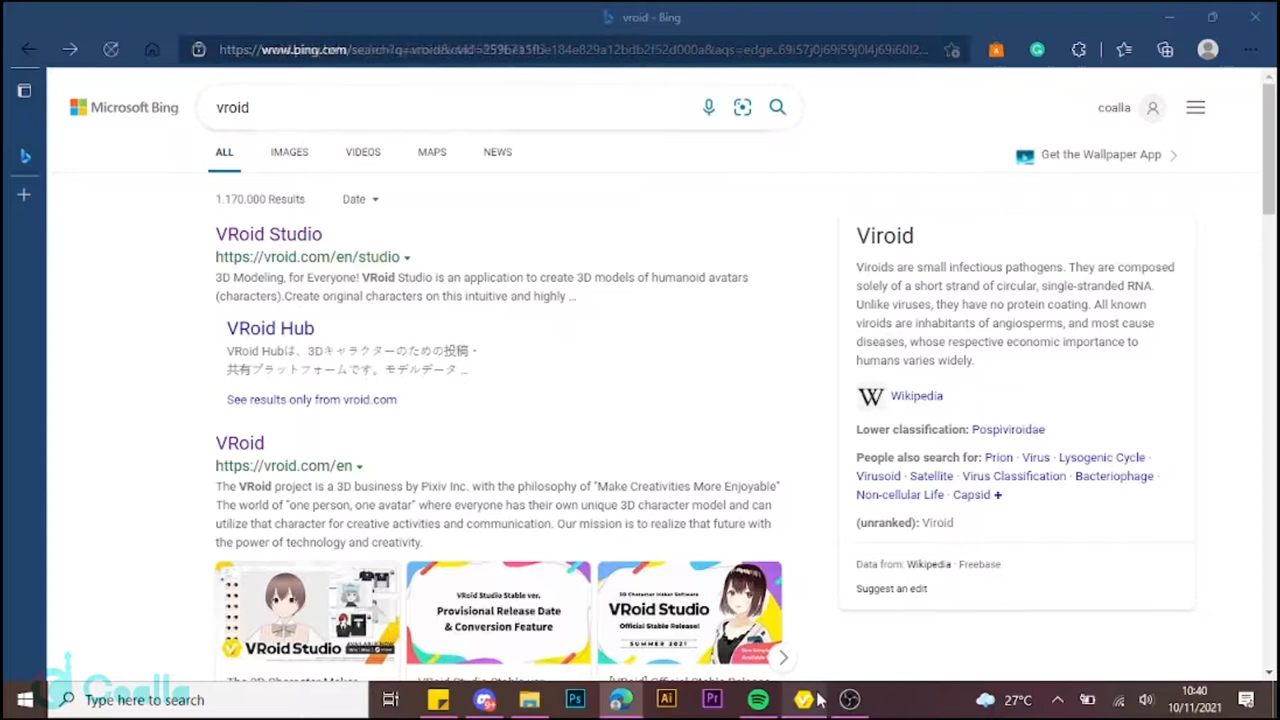 vroid - Bing
Microsoft Bing
vroid
coalla
ALL IMAGES VIDEOS MAPS NEWS
Get the Wallpaper App
1.170.000 Results Date
VRoid Studio
https://vroid.com/en/studio
3D Modeling, for Everyone! VRoid Studio is an application to create 3D models of humanoid avatars
(characters).Create original characters on this intuitive and highly ...
VRoid Hub
VRoid Hubは、3Dキャラクターのための投稿・
共有プラットフォームです。モデルデータ ...
See results only from vroid.com
VRoid
https://vroid.com/en
The VRoid project is a 3D business by Pixiv Inc. with the philosophy of "Make Creativities More Enjoyable"
The world of "one person, one avatar" where everyone has their own unique 3D character model and can
utilize that character for creative activities and communication. Our mission is to realize that future with
the power of technology and creativity.
VRoid Studio
VRoid Studio Stable ver.
Provisional Release Date
& Conversion Feature
3D Character Maker Software
VRoid Studio
Official Stable Release!
SUMMER 2021
Viroid
Viroids are small infectious pathogens. They are composed
solely of a short strand of circular, single-stranded RNA.
Unlike viruses, they have no protein coating. All known
viroids are inhabitants of angiosperms, and most cause
diseases, whose respective economic importance to
humans varies widely.
W Wikipedia
Lower classification: Pospiviroidae
People also search for: Prion · Virus · Lysogenic Cycle ·
Virusoid · Satellite · Virus Classification · Bacteriophage ·
Non-cellular Life · Capsid +
(unranked): Viroid
Data from: Wikipedia · Freebase
Suggest an edit
Coalla
Type here to search
Ps
Ai
Pr
27°C
10:40
10/11/2021